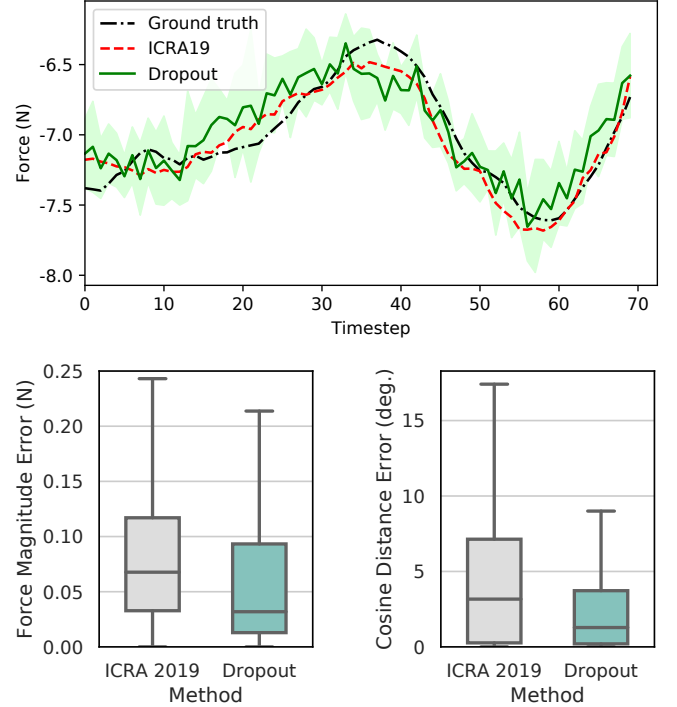 Ground truth
ICRA19
Dropout
Force (N)
-6.5
-7.0
-7.5
-8.0
0 10 20 30 40 50 60 70
Timestep
Force Magnitude Error (N)
0.25
0.20
0.15
0.10
0.05
0.00
ICRA 2019 Dropout
Method
Cosine Distance Error (deg.)
15
10
5
0
ICRA 2019 Dropout
Method